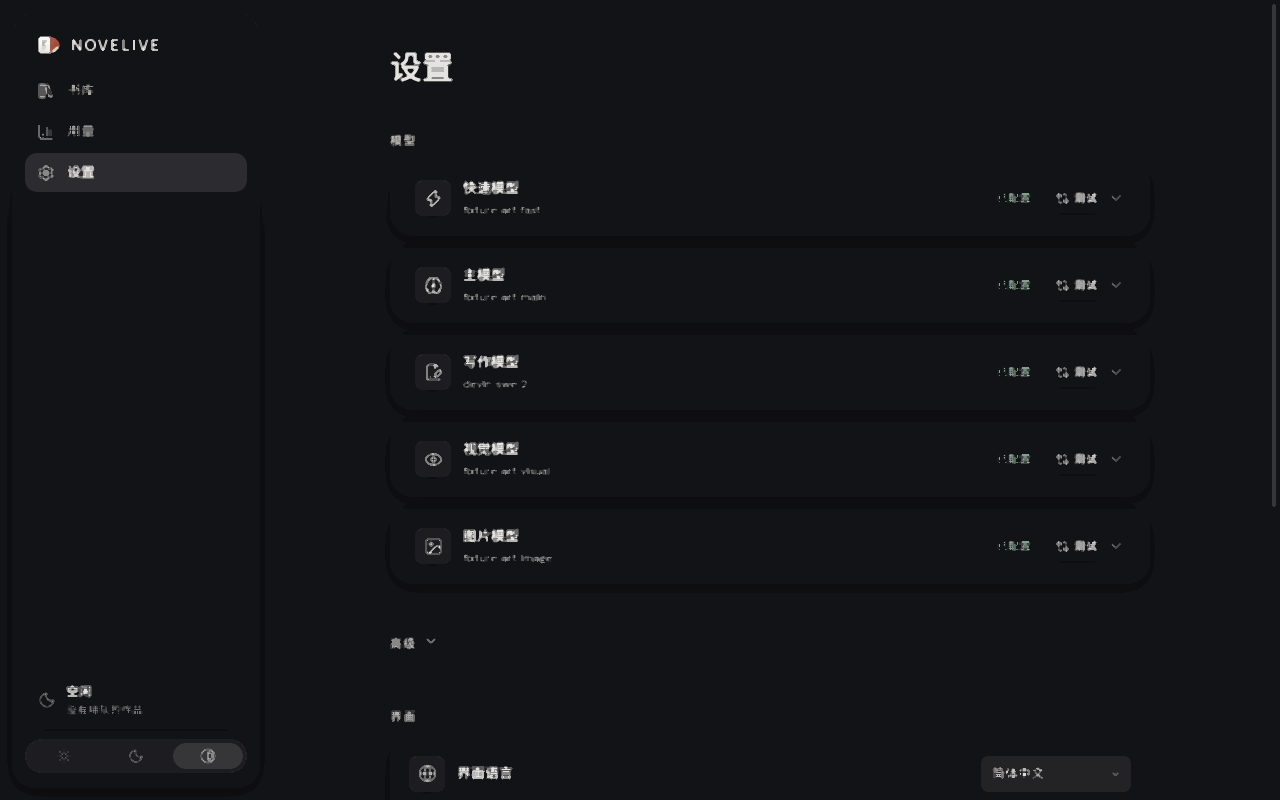 NOVELIVE
书库
用量
设置
设置
模型
快速模型
已配置
测试
主模型
已配置
测试
写作模型
已配置
测试
视觉模型
已配置
测试
图片模型
已配置
测试
高级
界面
界面语言
简体中文
空闲